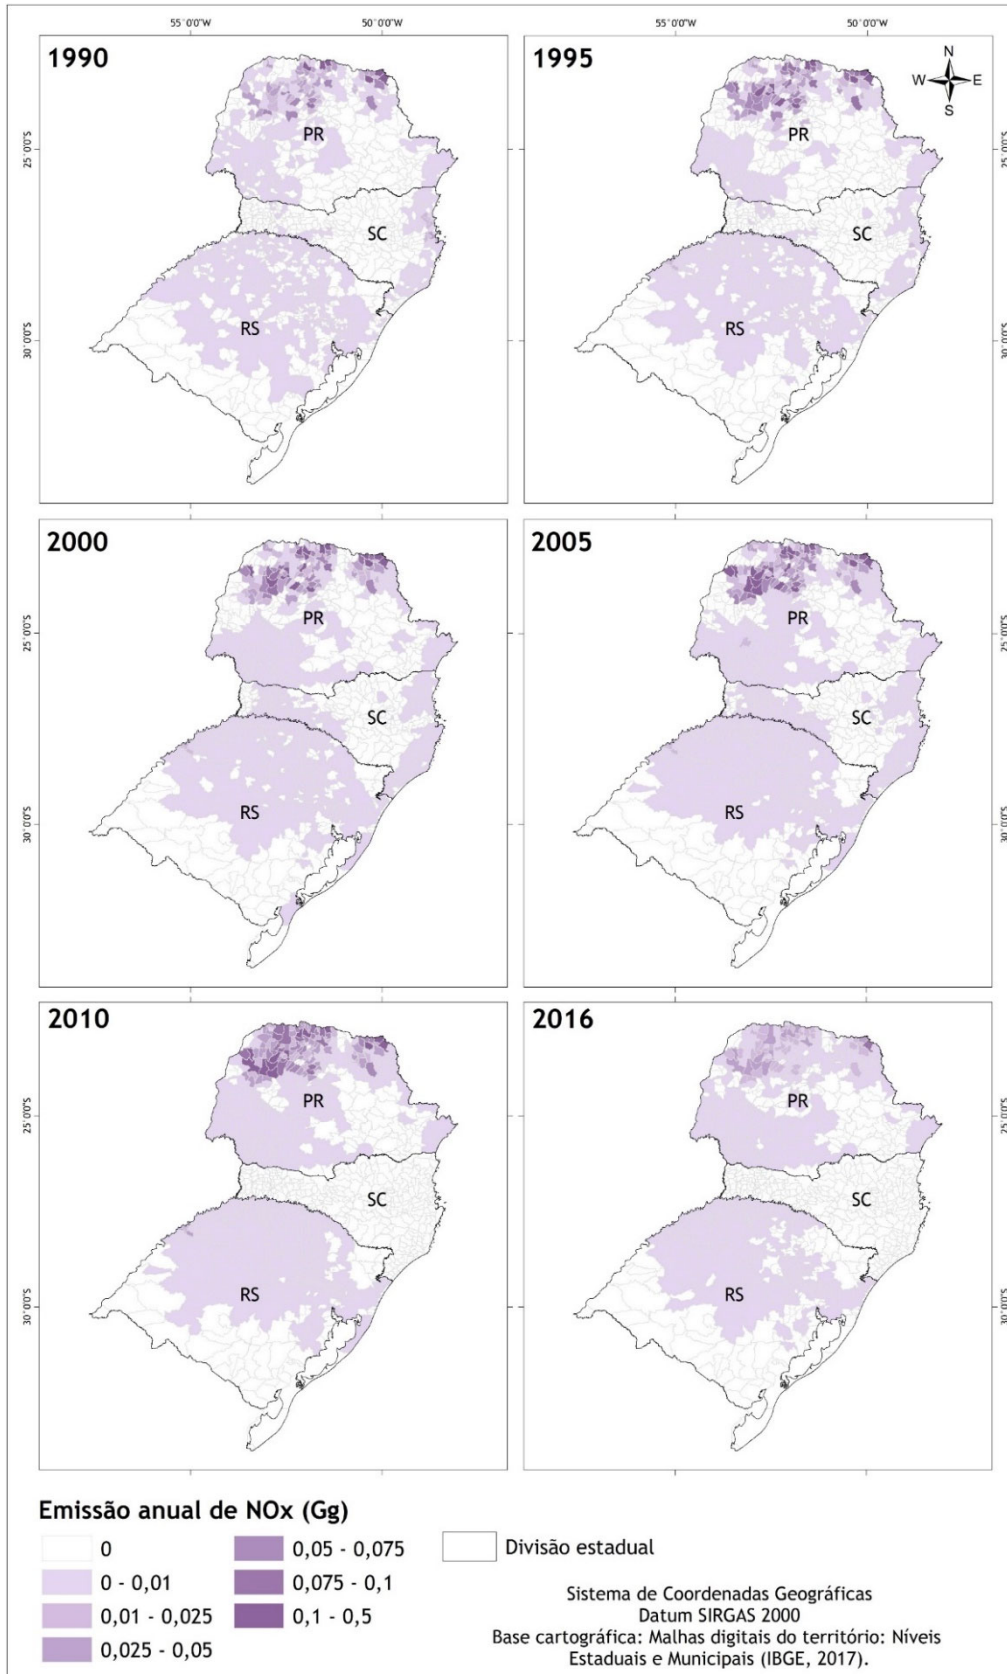 55°0'0"W 50°0'0"W 55°0'0"W 50°0'0"W
1990
1995
N
W E
S
25°0'0"S
PR
SC
RS
30°0'0"S
PR
SC
RS
25°0'0"S
30°0'0"S
2000
2005
25°0'0"S
PR
SC
RS
30°0'0"S
PR
SC
RS
25°0'0"S
30°0'0"S
2010
2016
25°0'0"S
PR
SC
RS
30°0'0"S
PR
SC
RS
25°0'0"S
30°0'0"S
Emissão anual de NOx (Gg)
0
0 - 0,01
0,01 - 0,025
0,025 - 0,05
0,05 - 0,075
0,075 - 0,1
0,1 - 0,5
Divisão estadual
Sistema de Coordenadas Geográficas
Datum SIRGAS 2000
Base cartográfica: Malhas digitais do território: Níveis
Estaduais e Municipais (IBGE, 2017).